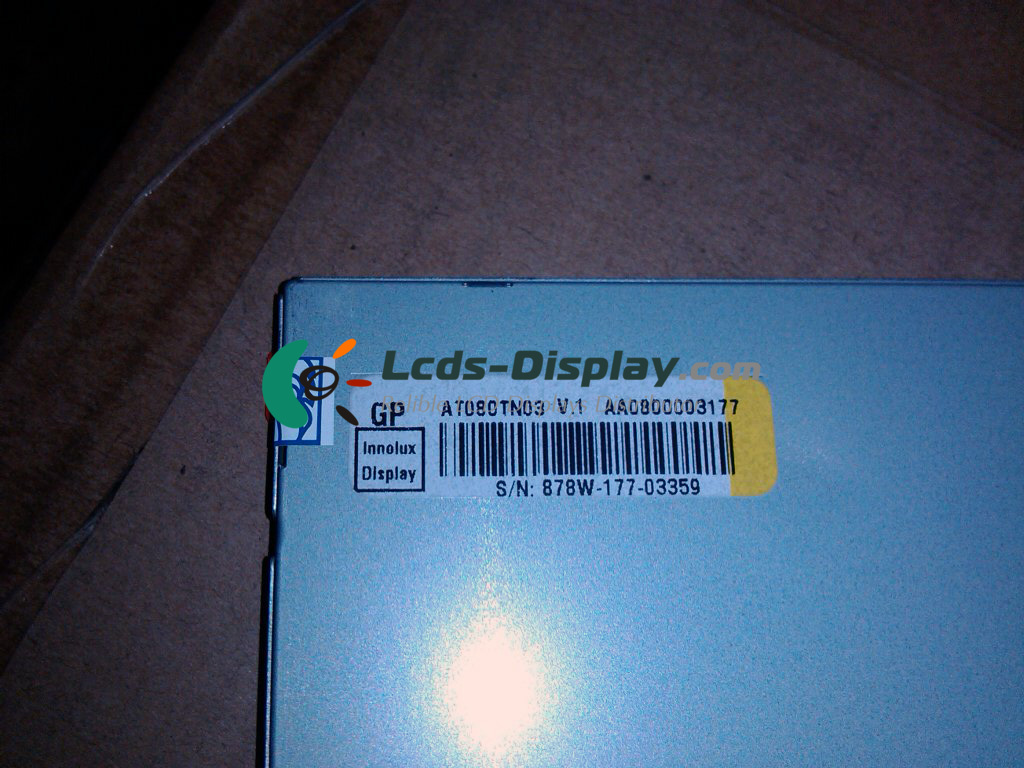 Lcds-Display.com
GP
AT080TN03 V.1 AA0800003177
Innolux
Display
S/N: 878W-177-03359